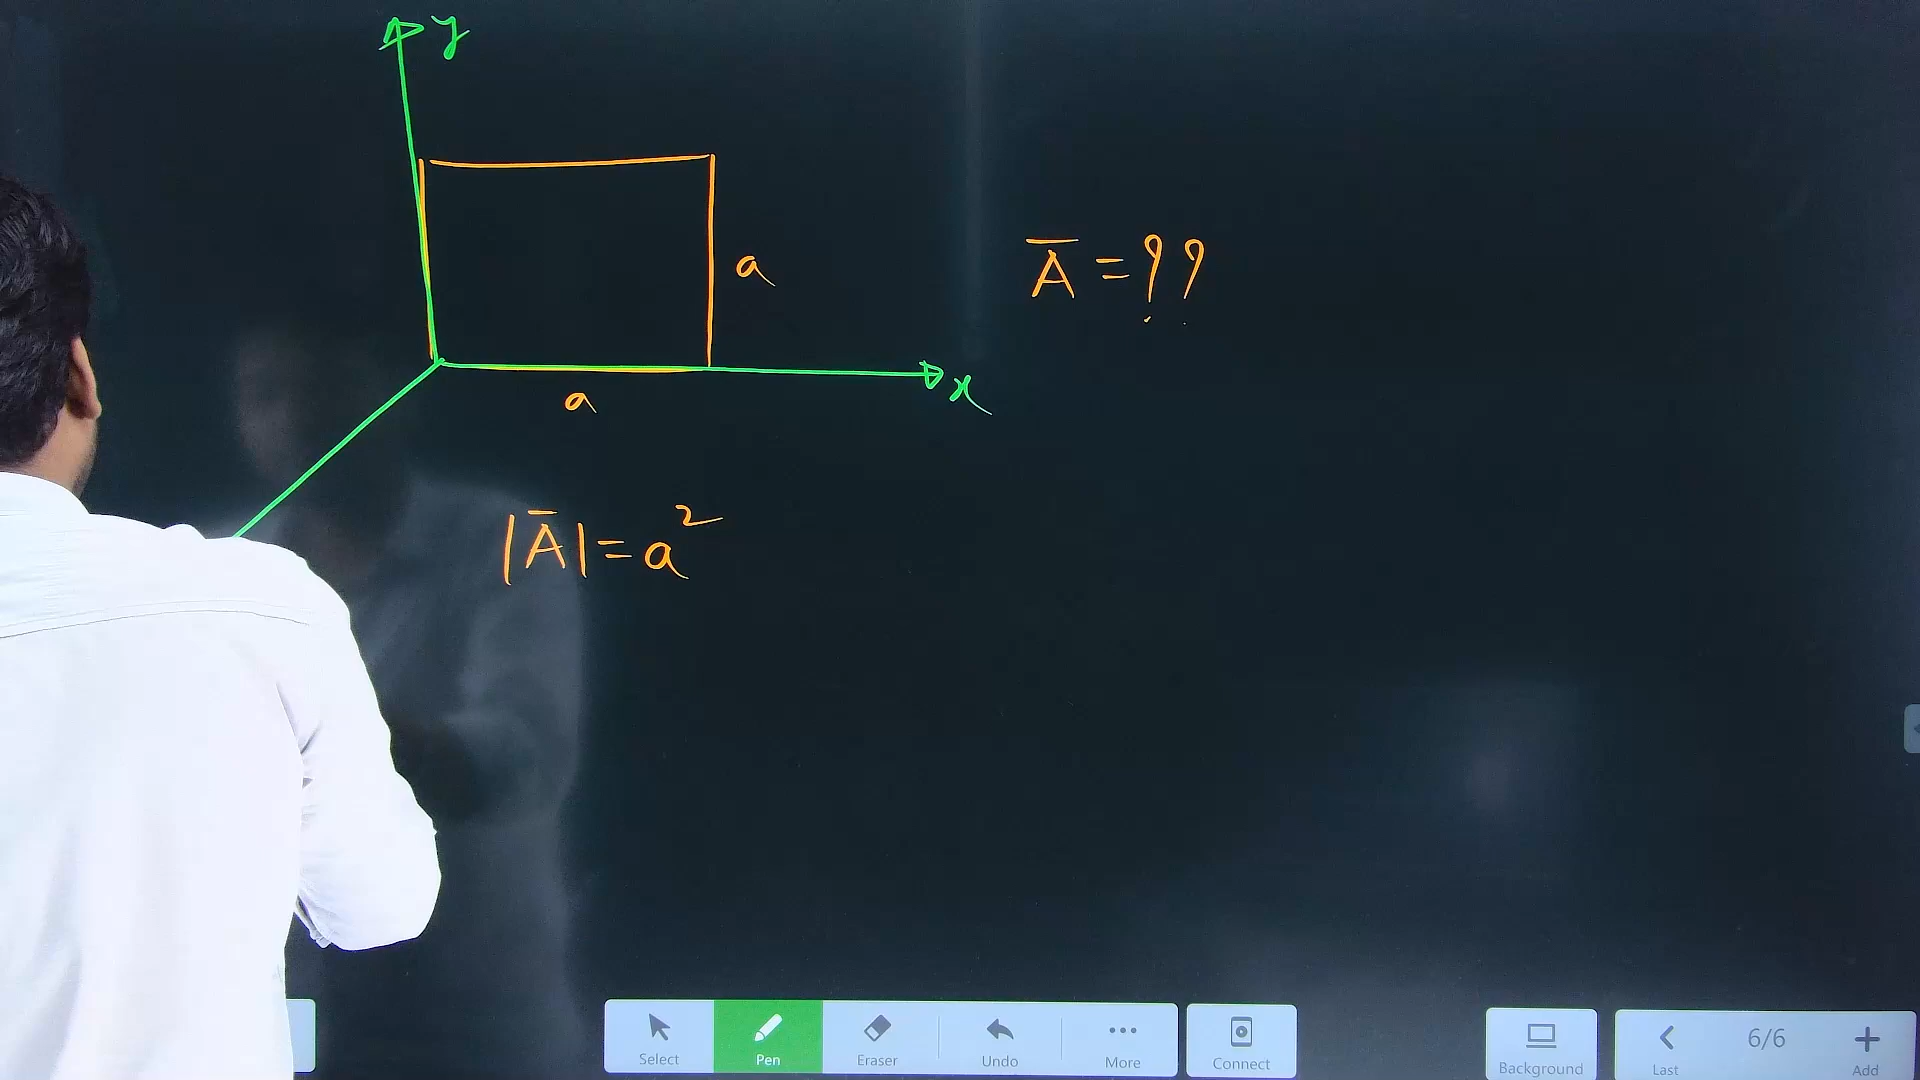 y
a
A̅ = ??
x
a
|A̅| = a²
Select
Pen
Eraser
Undo
More
Connect
Background
Last
6/6
Add